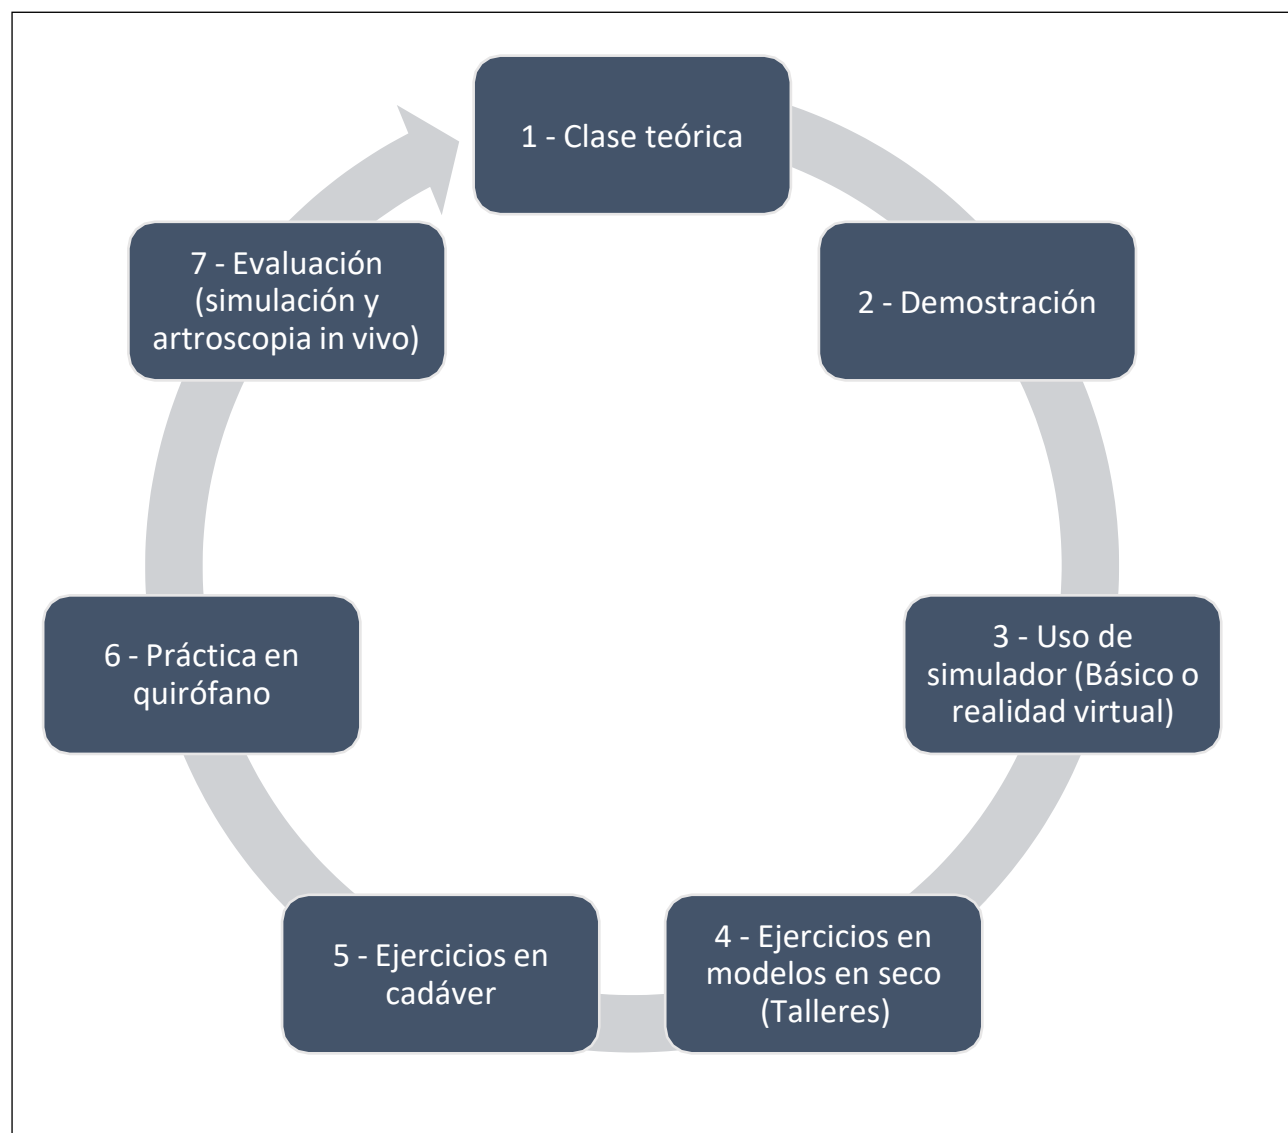 1 - Clase teórica
2 - Demostración
3 - Uso de
simulador (Básico o
realidad virtual)
4 - Ejercicios en
modelos en seco
(Talleres)
5 - Ejercicios en
cadáver
6 - Práctica en
quirófano
7 - Evaluación
(simulación y
artroscopia in vivo)